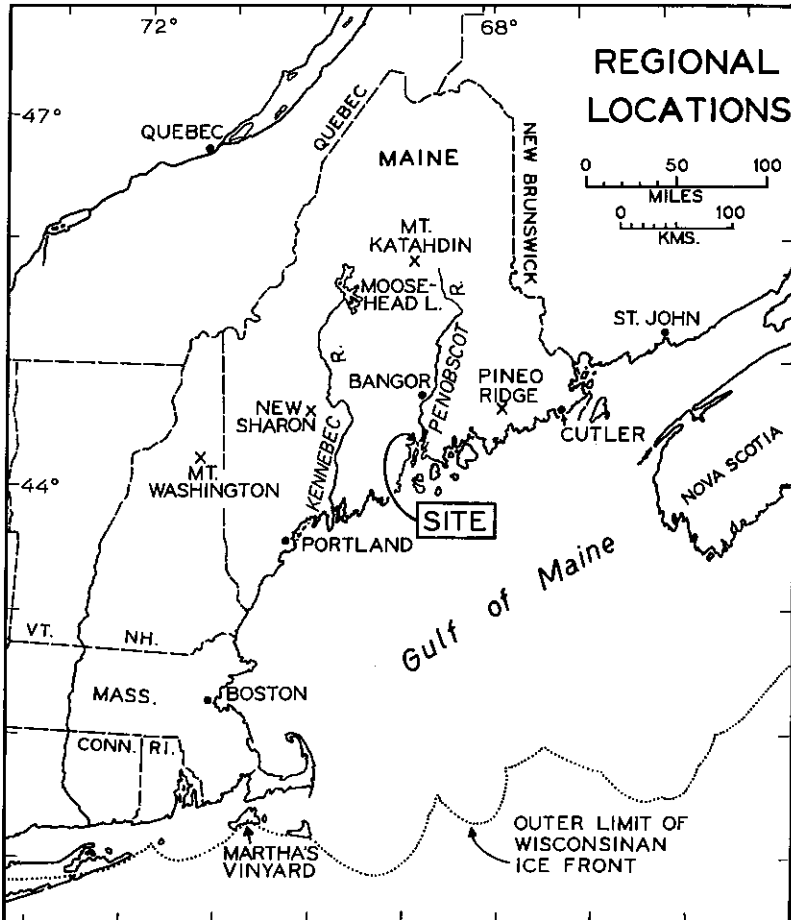 72°
68°
REGIONAL
LOCATIONS
47°
QUEBEC
QUEBEC
MAINE
NEW BRUNSWICK
0 50 100
MILES
0 50 100
KMS.
MT.
KATAHDIN
MOOSE-
HEAD L.
R.
R.
ST. JOHN
BANGOR
PENOBSCOT
PINEO
RIDGE
NEW
SHARON
CUTLER
KENNEBEC
MT.
WASHINGTON
44°
NOVA SCOTIA
SITE
PORTLAND
Gulf of Maine
VT.
NH.
MASS.
BOSTON
CONN.
R.I.
MARTHA'S
VINYARD
OUTER LIMIT OF
WISCONSINAN
ICE FRONT